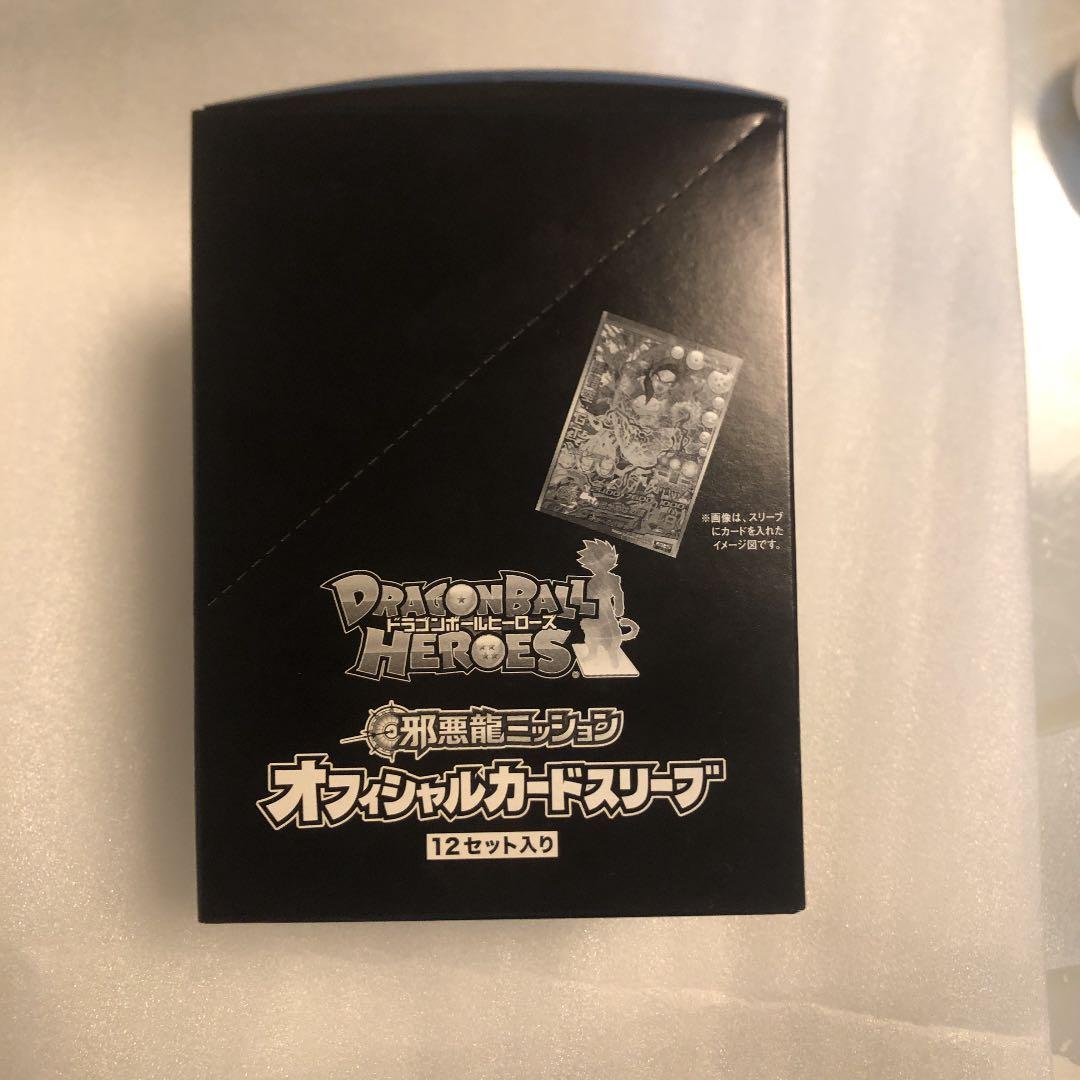 ※画像は、スリーブ
にカードを入れた
イメージ図です。
DRAGONBALL
ドラゴンボールヒーローズ
HEROES
邪悪龍ミッション
オフィシャルカードスリーブ
12セット入り